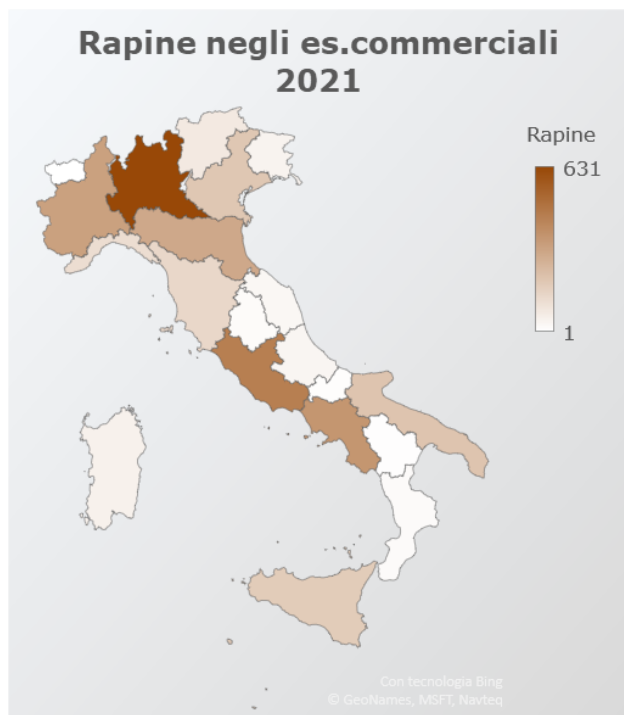 Rapine negli es.commerciali
2021
Rapine
631
1
Con tecnologia Bing
© GeoNames, MSFT, Navteq